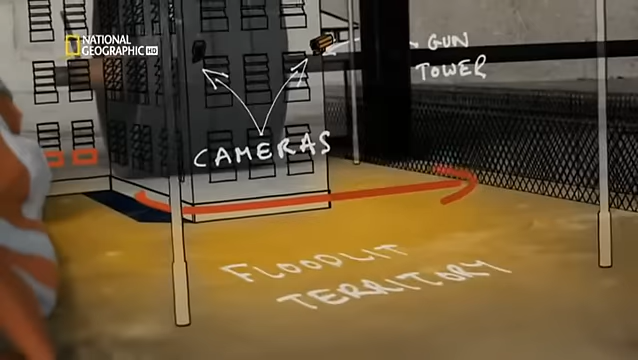 NATIONAL
GEOGRAPHIC HD
GUN
TOWER
CAMERAS
FLOODLIT
TERRITORY